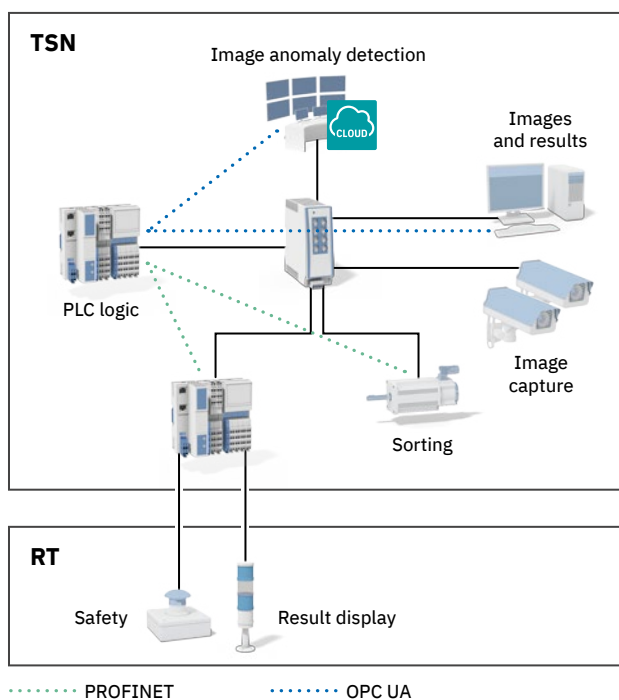 TSN
Image anomaly detection
CLOUD
Images
and results
PLC logic
Image
capture
Sorting
RT
Safety
Result display
PROFINET
OPC UA